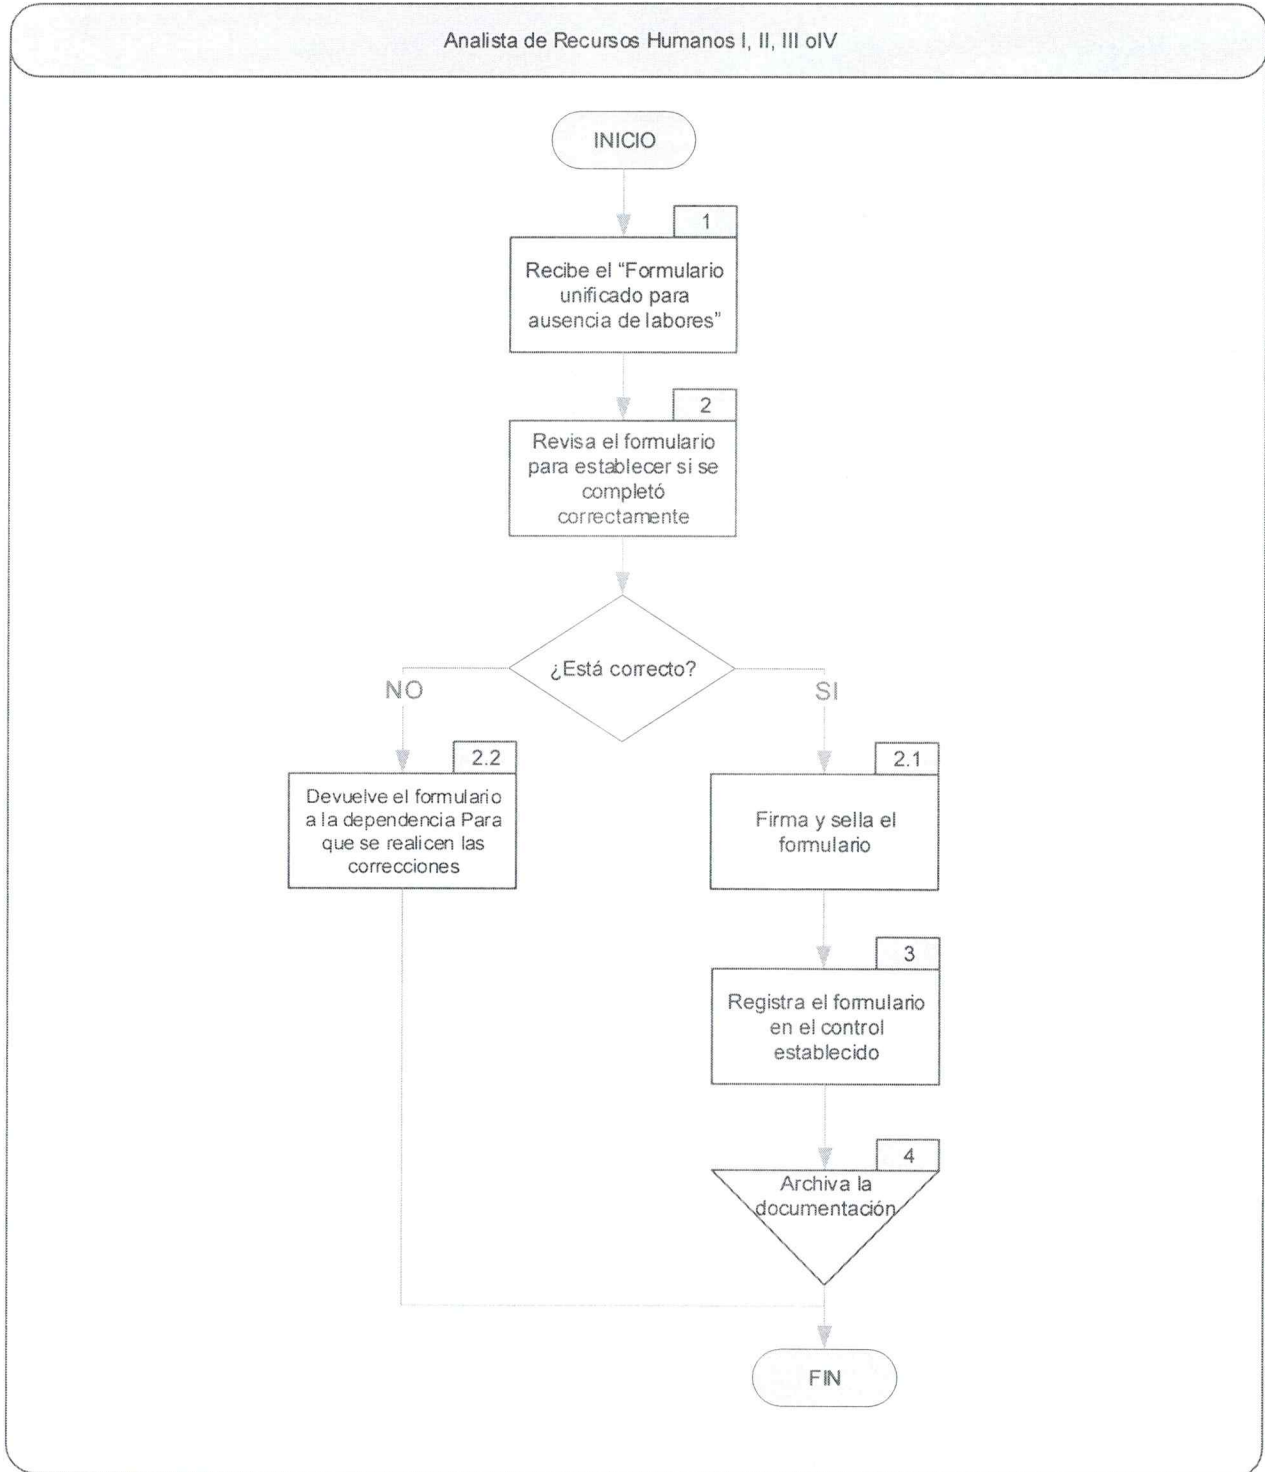 Analista de Recursos Humanos I, II, III oIV
INICIO
1
Recibe el “Formulario
unificado para
ausencia de labores”
2
Revisa el formulario
para establecer si se
completó
correctamente
¿Está correcto?
NO
SI
2.2
Devuelve el formulario
a la dependencia Para
que se realicen las
correcciones
2.1
Firma y sella el
formulario
3
Registra el formulario
en el control
establecido
4
Archiva la
documentación
FIN